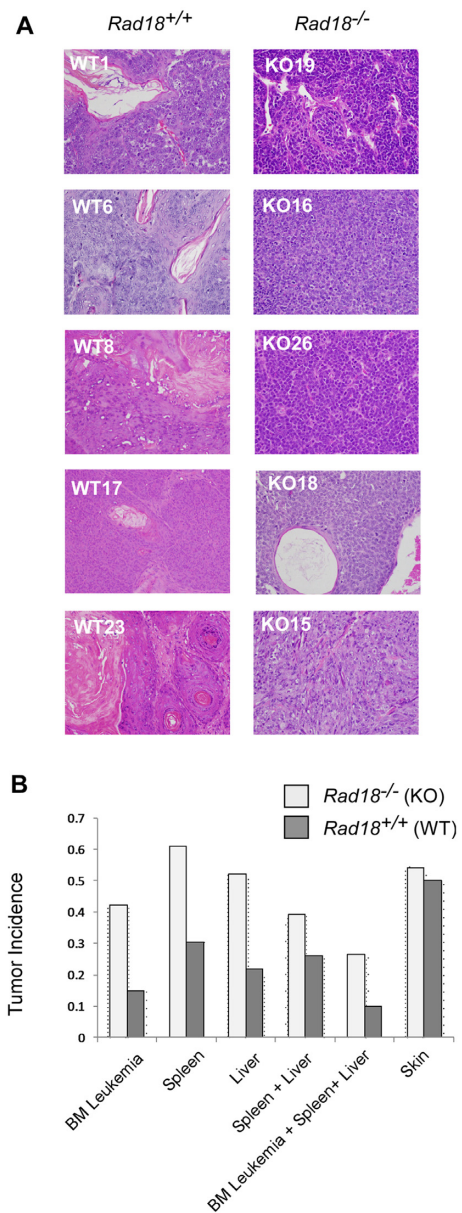 A
Rad18+/+
Rad18-/-
WT1
KO19
WT6
KO16
WT8
KO26
WT17
KO18
WT23
KO15
B
Rad18-/- (KO)
Rad18+/+ (WT)
Tumor Incidence
0.7
0.6
0.5
0.4
0.3
0.2
0.1
0
BM Leukemia
Spleen
Liver
Spleen + Liver
BM Leukemia + Spleen+ Liver
Skin